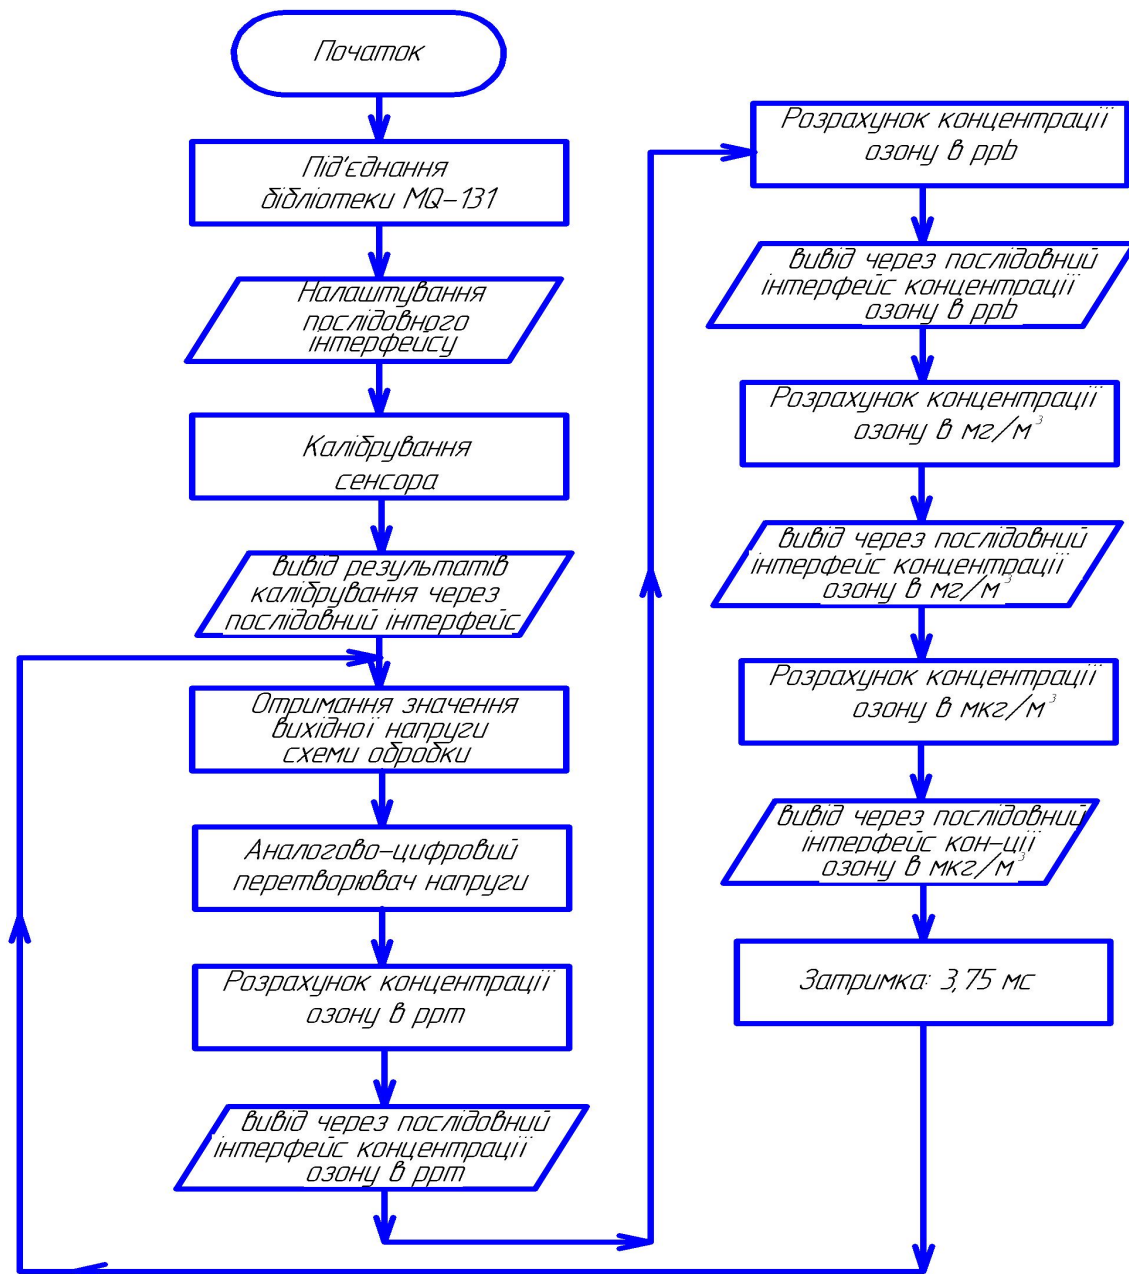 Початок
Під'єднання
бібліотеки MQ-131
Налаштування
послідовного
інтерфейсу
Калібрування
сенсора
вивід результатів
калібрування через
послідовний інтерфейс
Отримання значення
вихідної напруги
схеми обробки
Аналогово-цифровий
перетворювач напруги
Розрахунок концентрації
озону в ppm
вивід через послідовний
інтерфейс концентрації
озону в ppm
Розрахунок концентрації
озону в ppb
вивід через послідовний
інтерфейс концентрації
озону в ppb
Розрахунок концентрації
озону в мг/м³
вивід через послідовний
інтерфейс концентрації
озону в мг/м³
Розрахунок концентрації
озону в мкг/м³
вивід через послідовний
інтерфейс кон-ції
озону в мкг/м³
Затримка: 3,75 мс